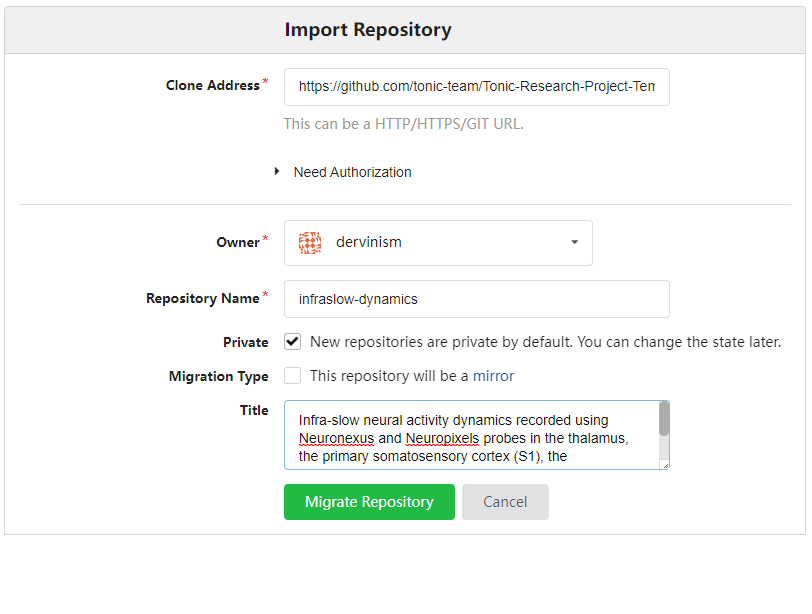 Import Repository
Clone Address*
https://github.com/tonic-team/Tonic-Research-Project-Tem
This can be a HTTP/HTTPS/GIT URL.
Need Authorization
Owner*
dervinism
Repository Name*
infraslow-dynamics
Private
New repositories are private by default. You can change the state later.
Migration Type
This repository will be a mirror
Title
Infra-slow neural activity dynamics recorded using
Neuronexus and Neuropixels probes in the thalamus,
the primary somatosensory cortex (S1), the
Migrate Repository
Cancel